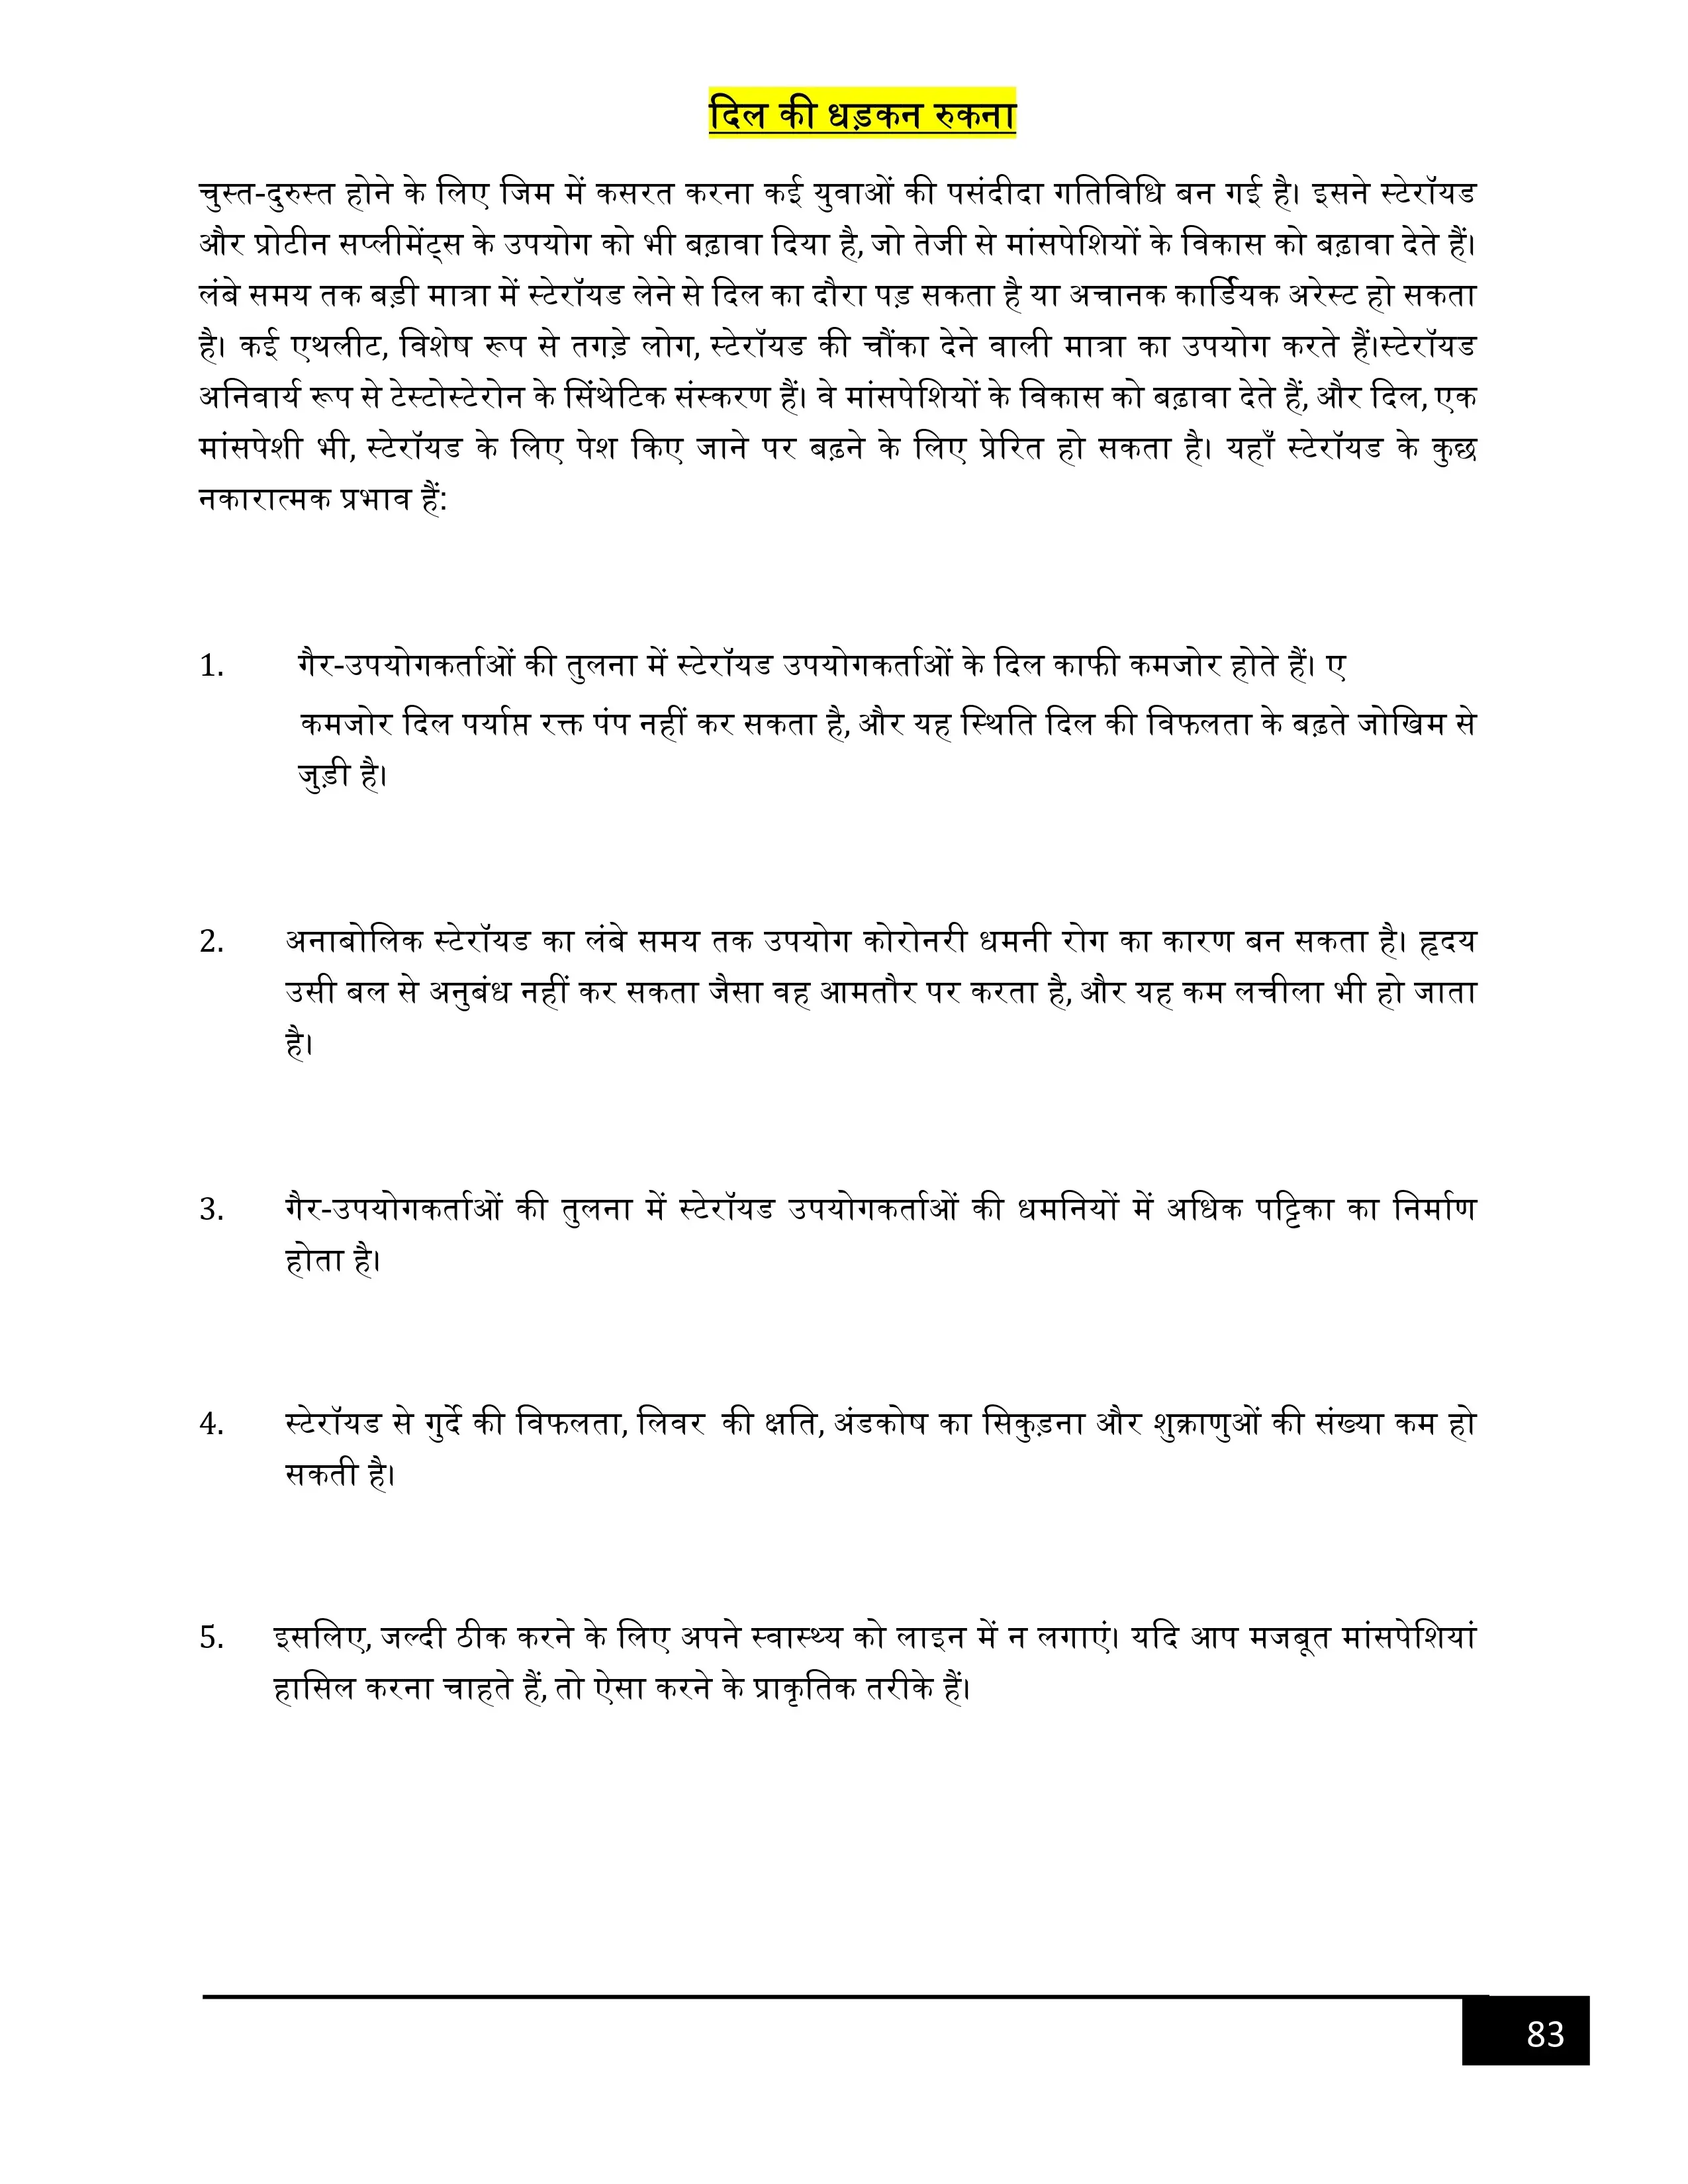 दिल की धड़कन रुकना
चुस्त-दुरुस्त होने के लिए जिम में कसरत करना कई युवाओं की पसंदीदा गतिविधि बन गई है। इसने स्टेरॉयड
और प्रोटीन सप्लीमेंट्स के उपयोग को भी बढ़ावा दिया है, जो तेजी से मांसपेशियों के विकास को बढ़ावा देते हैं।
लंबे समय तक बड़ी मात्रा में स्टेरॉयड लेने से दिल का दौरा पड़ सकता है या अचानक कार्डियक अरेस्ट हो सकता
है। कई एथलीट, विशेष रूप से तगड़े लोग, स्टेरॉयड की चौंका देने वाली मात्रा का उपयोग करते हैं।स्टेरॉयड
अनिवार्य रूप से टेस्टोस्टेरोन के सिंथेटिक संस्करण हैं। वे मांसपेशियों के विकास को बढ़ावा देते हैं, और दिल, एक
मांसपेशी भी, स्टेरॉयड के लिए पेश किए जाने पर बढ़ने के लिए प्रेरित हो सकता है। यहाँ स्टेरॉयड के कुछ
नकारात्मक प्रभाव हैं:
1. गैर-उपयोगकर्ताओं की तुलना में स्टेरॉयड उपयोगकर्ताओं के दिल काफी कमजोर होते हैं। ए
कमजोर दिल पर्याप्त रक्त पंप नहीं कर सकता है, और यह स्थिति दिल की विफलता के बढ़ते जोखिम से
जुड़ी है।
2. अनाबोलिक स्टेरॉयड का लंबे समय तक उपयोग कोरोनरी धमनी रोग का कारण बन सकता है। हृदय
उसी बल से अनुबंध नहीं कर सकता जैसा वह आमतौर पर करता है, और यह कम लचीला भी हो जाता
है।
3. गैर-उपयोगकर्ताओं की तुलना में स्टेरॉयड उपयोगकर्ताओं की धमनियों में अधिक पट्टिका का निर्माण
होता है।
4. स्टेरॉयड से गुर्दे की विफलता, लिवर की क्षति, अंडकोष का सिकुड़ना और शुक्राणुओं की संख्या कम हो
सकती है।
5. इसलिए, जल्दी ठीक करने के लिए अपने स्वास्थ्य को लाइन में न लगाएं। यदि आप मजबूत मांसपेशियां
हासिल करना चाहते हैं, तो ऐसा करने के प्राकृतिक तरीके हैं।
83